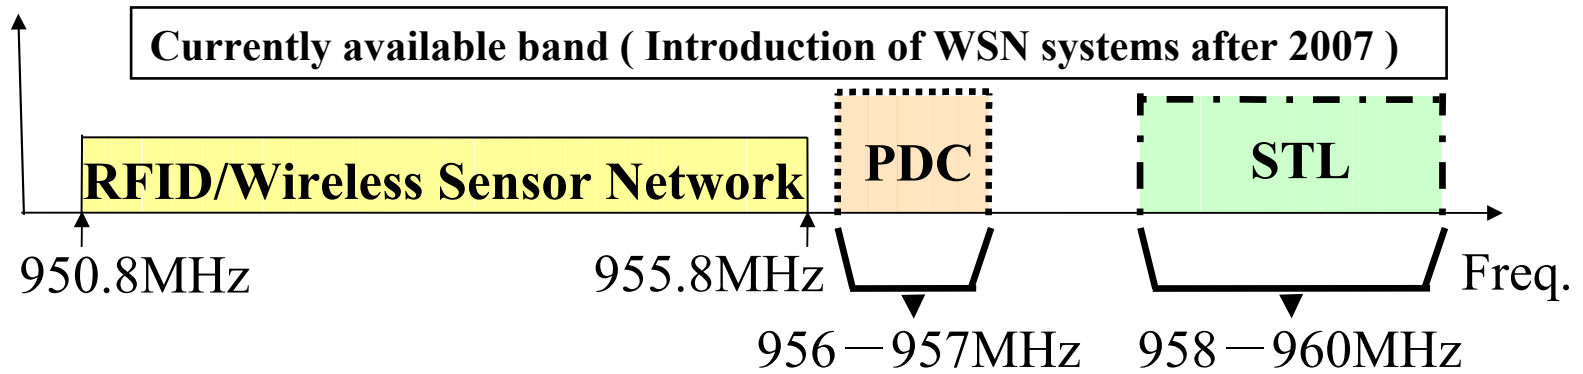 Currently available band ( Introduction of WSN systems after 2007 )
RFID/Wireless Sensor Network
PDC
STL
950.8MHz
955.8MHz
Freq.
956－957MHz
958－960MHz